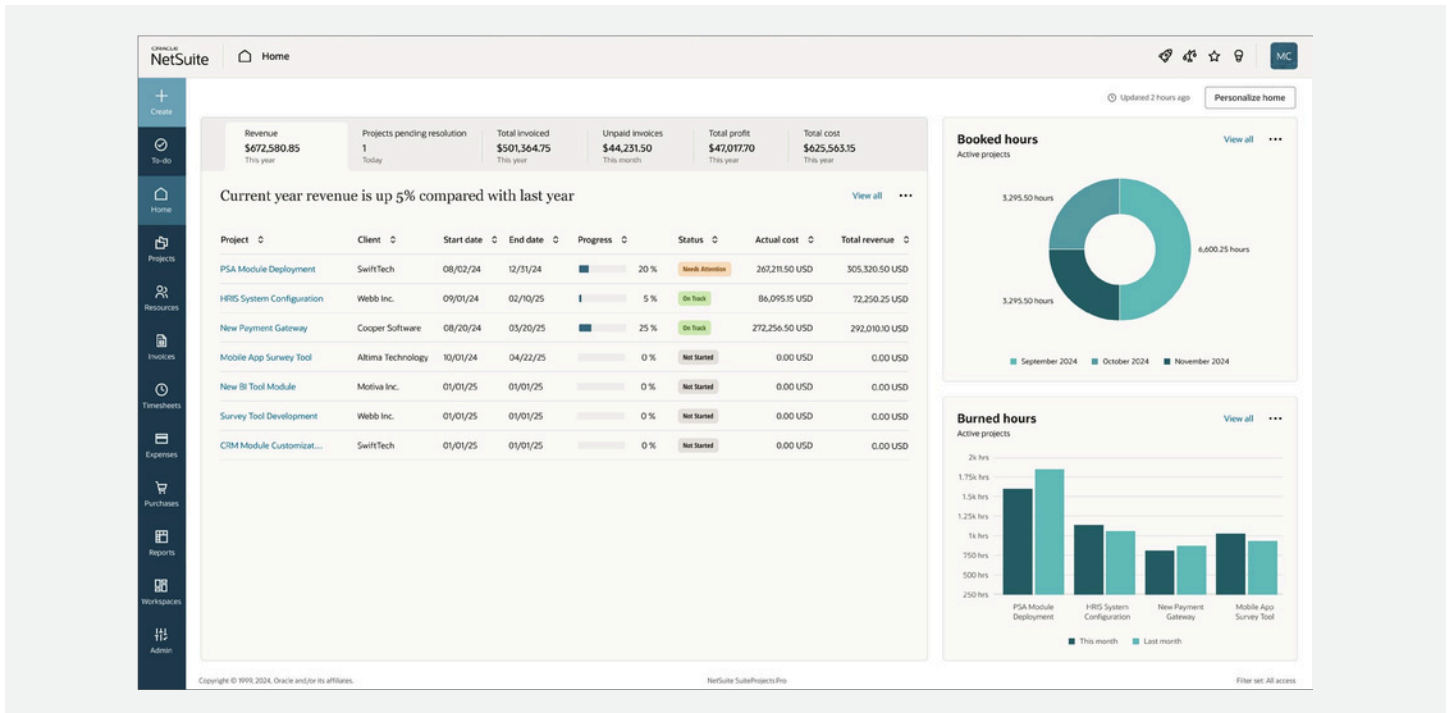 ORACLE
NetSuite
Home
MC
Create
To-do
Home
Projects
Resources
Invoices
Timesheets
Expenses
Purchases
Reports
Workspaces
Admin
Updated 2 hours ago
Personalize home
Revenue
$672,580.85
This year
Projects pending resolution
1
Today
Total invoiced
$501,364.75
This year
Unpaid invoices
$44,231.50
This month
Total profit
$47,017.70
This year
Total cost
$625,563.15
This year
Current year revenue is up 5% compared with last year
View all
Project Client Start date End date Progress Status Actual cost Total revenue
PSA Module Deployment SwiftTech 08/02/24 12/31/24 20 % Needs Attention 267,211.50 USD 305,320.50 USD
HRIS System Configuration Webb Inc. 09/01/24 02/10/25 5 % On Track 86,095.15 USD 72,250.25 USD
New Payment Gateway Cooper Software 08/20/24 03/20/25 25 % On Track 272,256.50 USD 292,010.10 USD
Mobile App Surwey Tool Altima Technology 10/01/24 04/22/25 0 % Not Started 0.00 USD 0.00 USD
New BI Tool Module Motiva Inc. 01/01/25 01/01/25 0 % Not Started 0.00 USD 0.00 USD
Survey Tool Development Webb Inc. 01/01/25 01/01/25 0 % Not Started 0.00 USD 0.00 USD
CRM Module Customizat.... SwiftTech 01/01/25 01/01/25 0 % Not Started 0.00 USD 0.00 USD
Booked hours
View all
Active projects
3,295.50 hours
6,600.25 hours
3,295.50 hours
September 2024 October 2024 November 2024
Burned hours
View all
Active projects
2k hrs
1.75k hrs
1.5k hrs
1.25k hrs
1k hrs
750 hrs
500 hrs
250 hrs
PSA Module
Deployment
HRIS System
Configuration
New Payment
Gateway
Mobile App
Survey Tool
This month Last month
Copyright © 1999, 2024, Oracle and/or its affiliates.
NetSuite SuiteProjects Pro
Filter set: All access